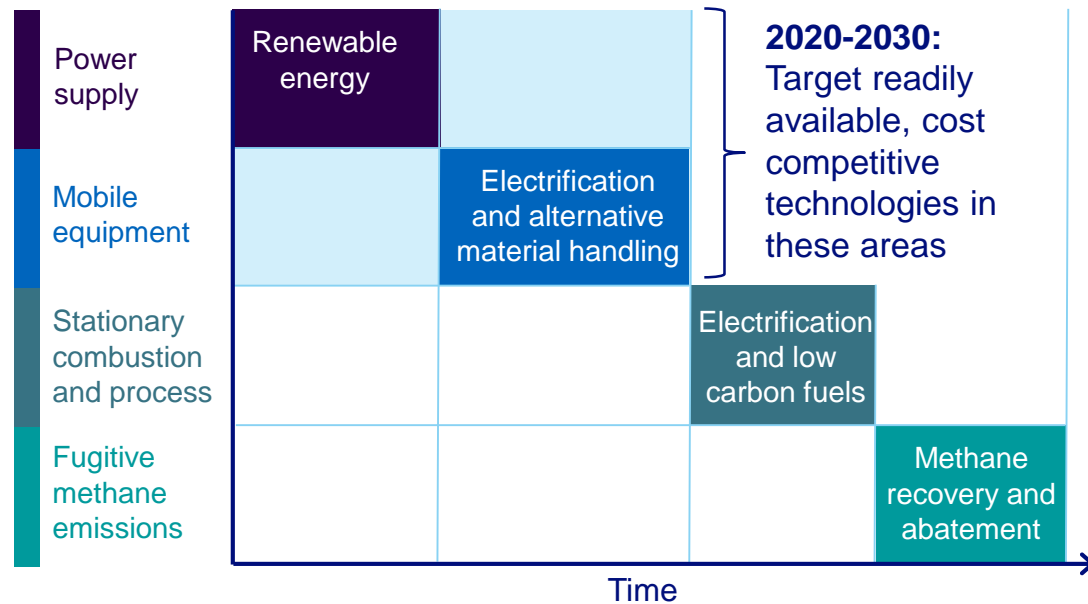 Power
supply
Renewable
energy
2020-2030:
Target readily
available, cost
competitive
technologies in
these areas
Mobile
equipment
Electrification
and alternative
material handling
Stationary
combustion
and process
Electrification
and low
carbon fuels
Fugitive
methane
emissions
Methane
recovery and
abatement
Time